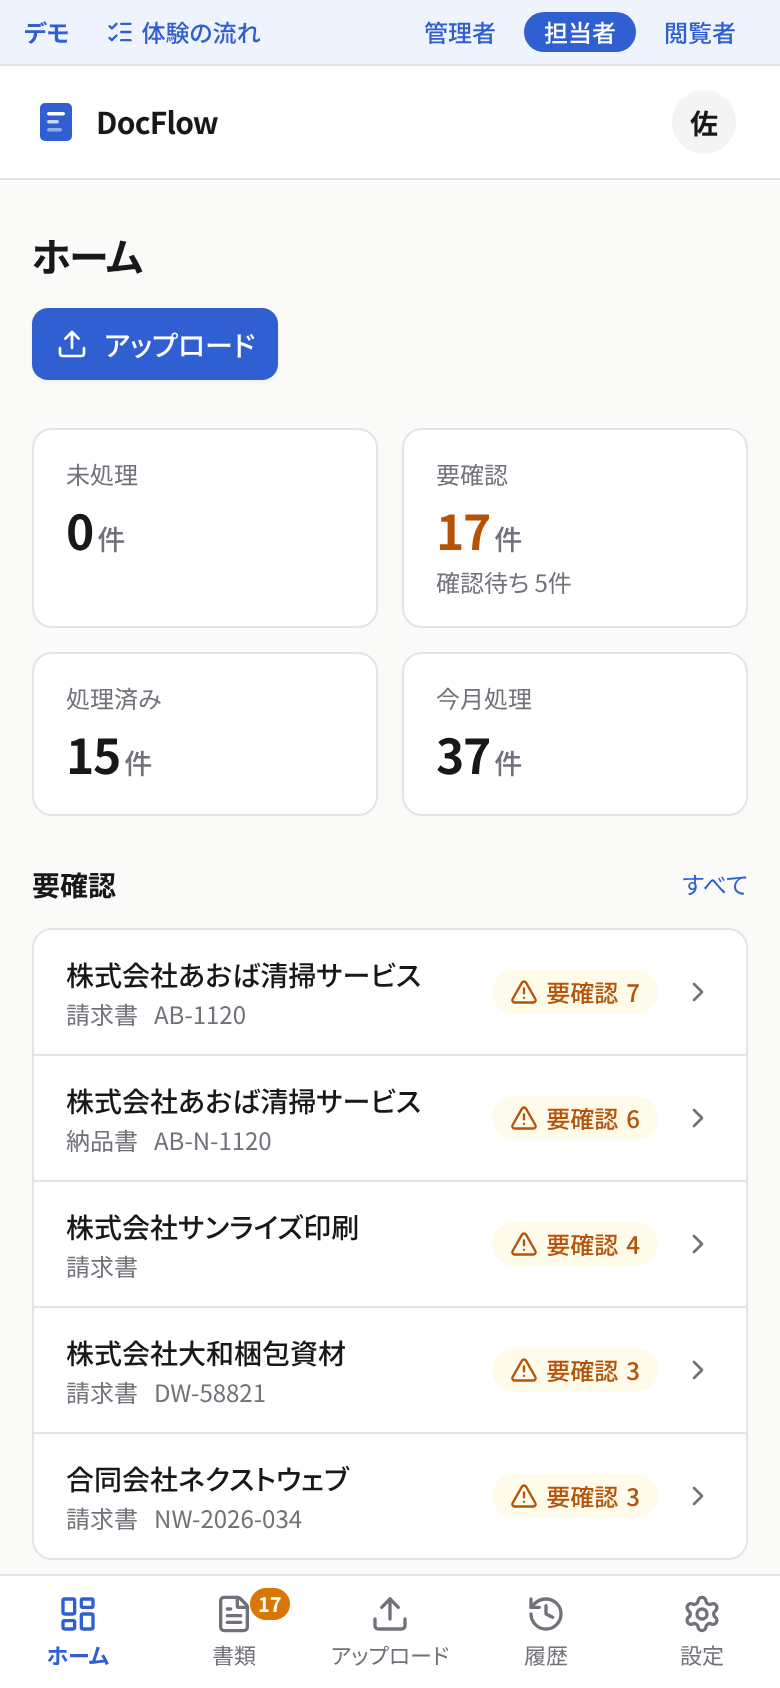 デモ 体験の流れ 管理者 担当者 閲覧者
DocFlow 佐
ホーム
アップロード
未処理
0件
要確認
17件
確認待ち 5件
処理済み
15件
今月処理
37件
要確認 すべて
株式会社あおば清掃サービス
請求書 AB-1120
要確認 7
株式会社あおば清掃サービス
納品書 AB-N-1120
要確認 6
株式会社サンライズ印刷
請求書
要確認 4
株式会社大和梱包資材
請求書 DW-58821
要確認 3
合同会社ネクストウェブ
請求書 NW-2026-034
要確認 3
17
ホーム 書類 アップロード 履歴 設定